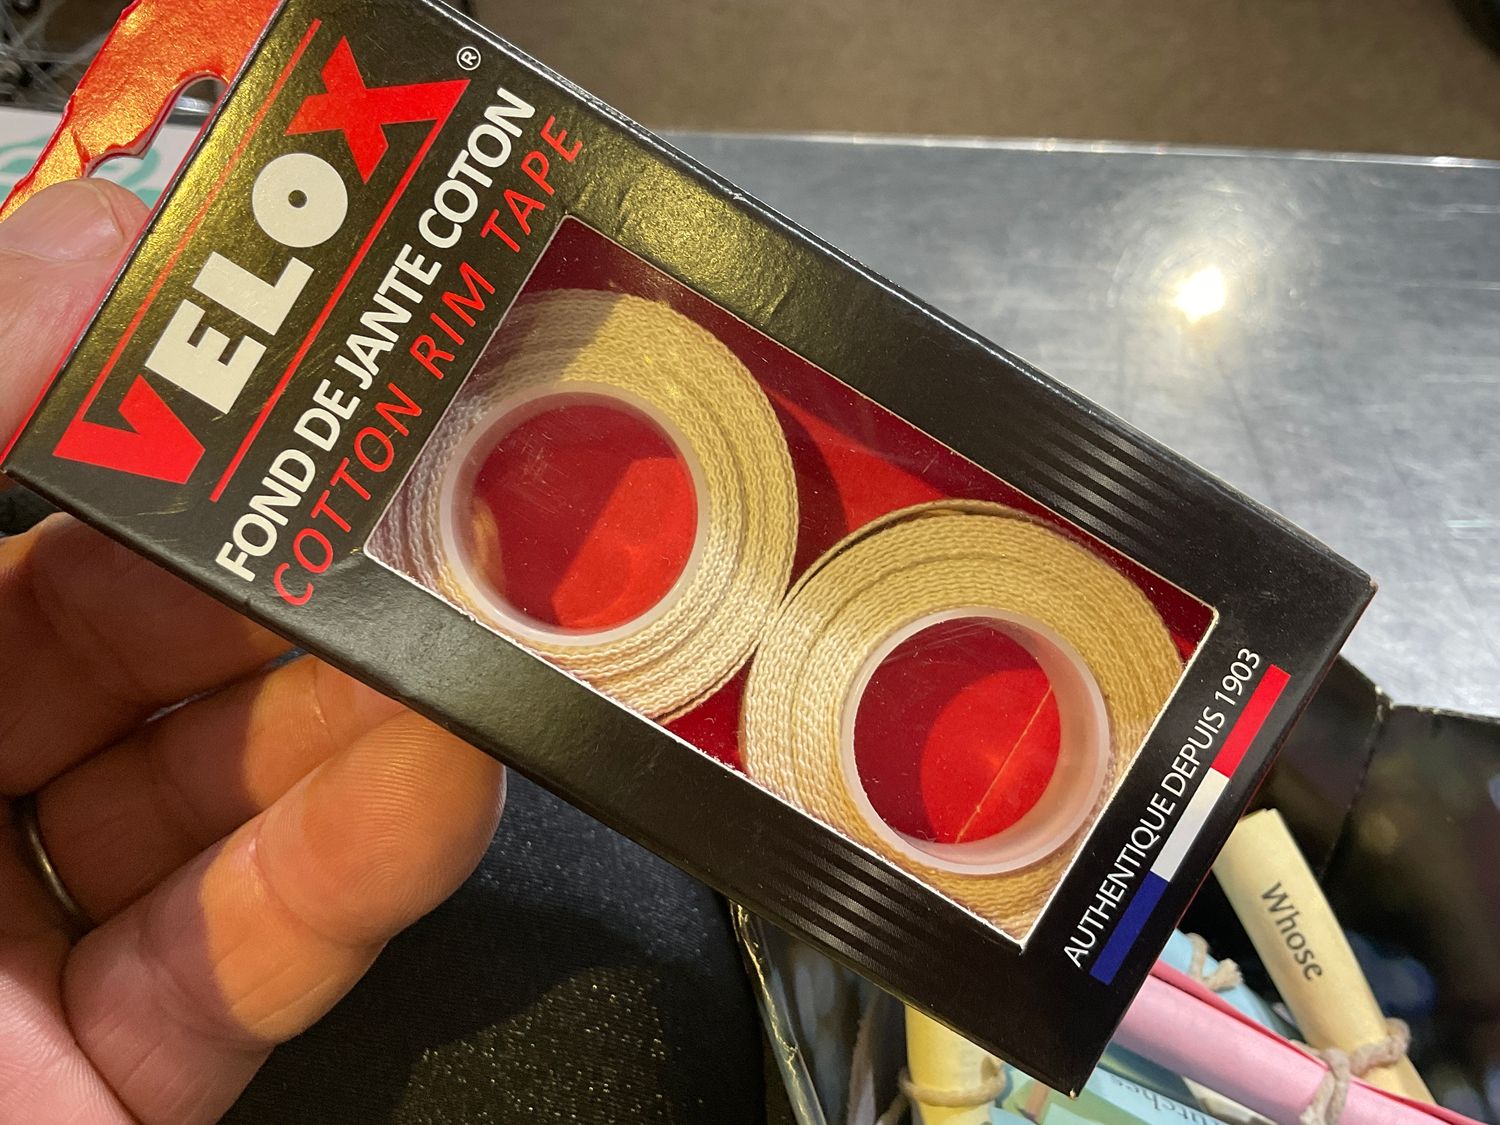 VELOX®
FOND DE JANTE COTON
COTTON RIM TAPE
AUTHENTIQUE DEPUIS 1903
Whose